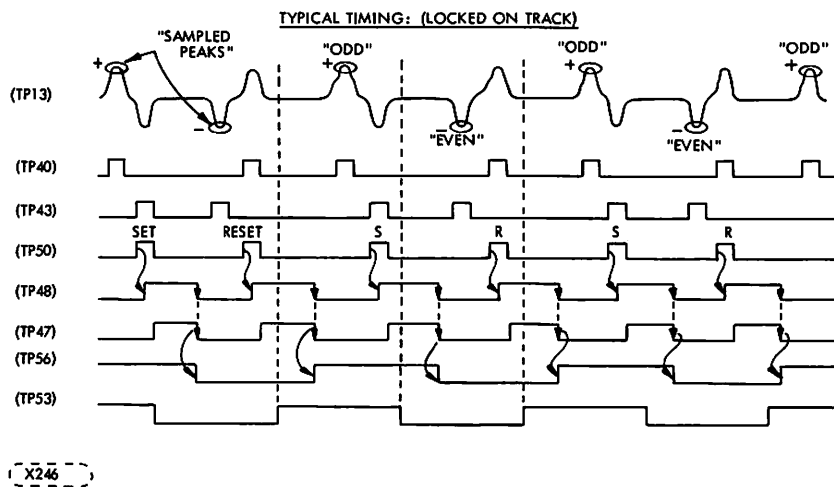 TYPICAL TIMING: (LOCKED ON TRACK)
"SAMPLED
PEAKS"
"ODD"
"ODD"
"ODD"
+
+
+
+
(TP13)
-
-
"EVEN"
-
"EVEN"
(TP40)
(TP43)
SET
RESET
S
R
S
R
(TP50)
(TP48)
(TP47)
(TP56)
(TP53)
X246